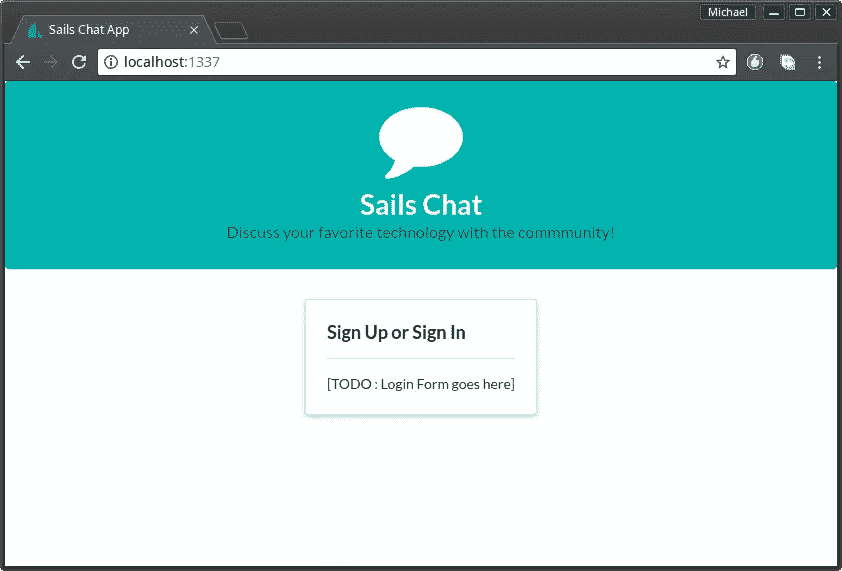 Michael
Sails Chat App
localhost:1337
Sails Chat
Discuss your favorite technology with the commmunity!
Sign Up or Sign In
[TODO : Login Form goes here]